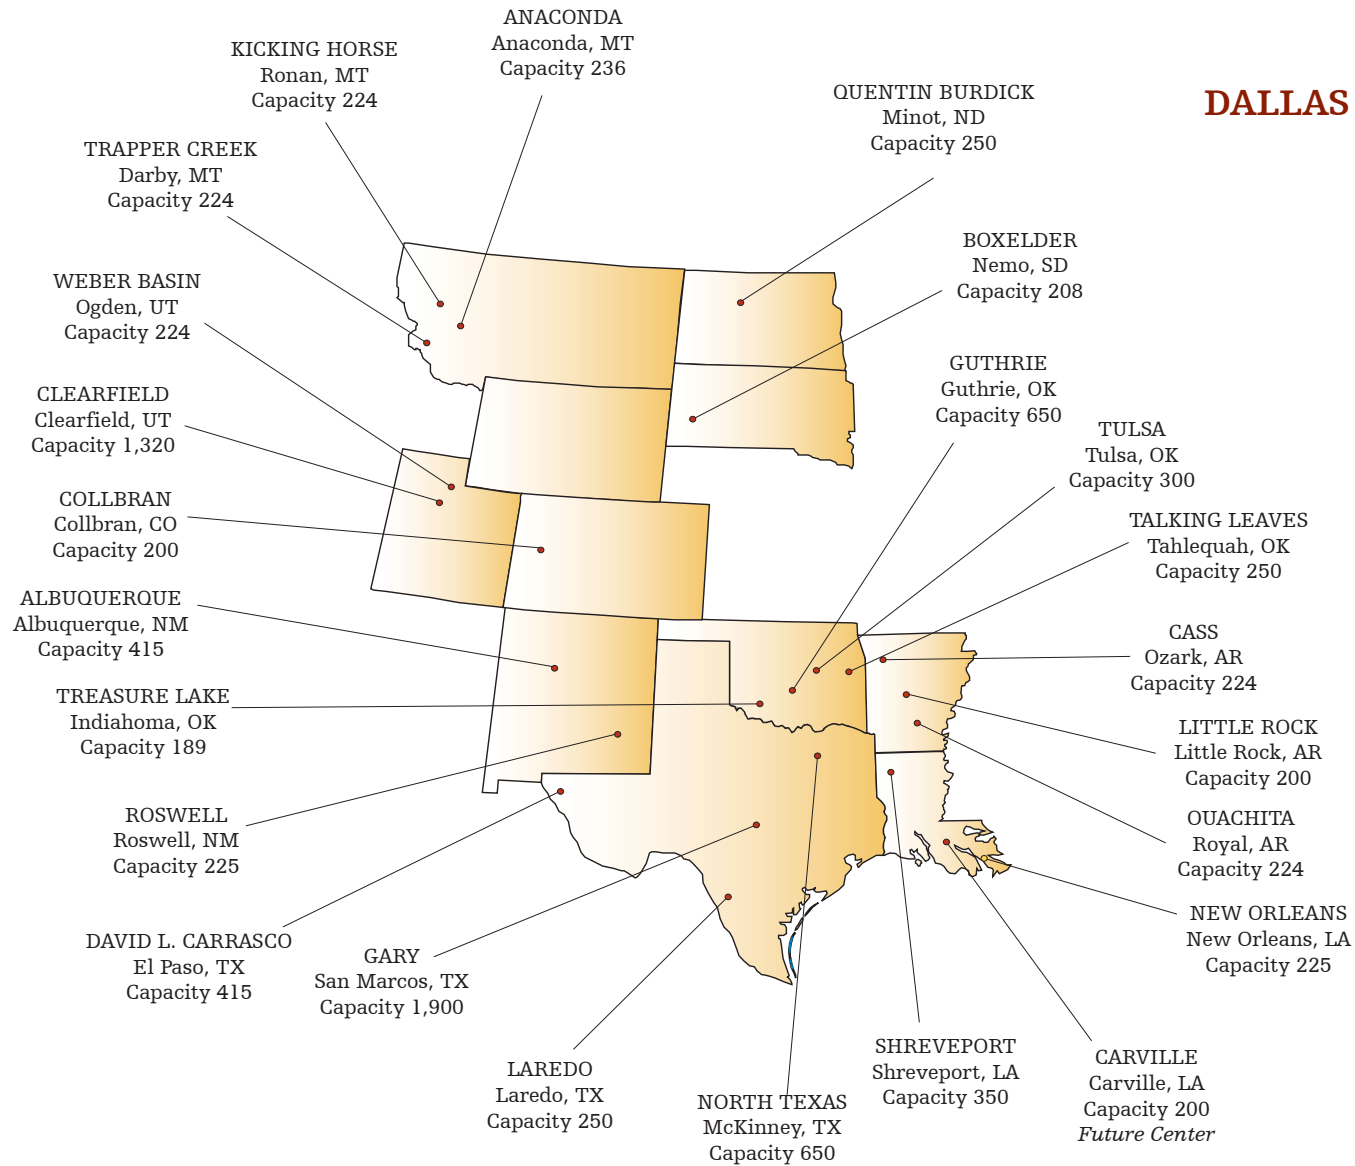 ANACONDA
Anaconda, MT
Capacity 236
KICKING HORSE
Ronan, MT
Capacity 224
QUENTIN BURDICK
Minot, ND
Capacity 250
DALLAS
TRAPPER CREEK
Darby, MT
Capacity 224
BOXELDER
Nemo, SD
Capacity 208
WEBER BASIN
Ogden, UT
Capacity 224
GUTHRIE
Guthrie, OK
Capacity 650
CLEARFIELD
Clearfield, UT
Capacity 1,320
TULSA
Tulsa, OK
Capacity 300
COLLBRAN
Collbran, CO
Capacity 200
TALKING LEAVES
Tahlequah, OK
Capacity 250
ALBUQUERQUE
Albuquerque, NM
Capacity 415
CASS
Ozark, AR
Capacity 224
TREASURE LAKE
Indiahoma, OK
Capacity 189
LITTLE ROCK
Little Rock, AR
Capacity 200
ROSWELL
Roswell, NM
Capacity 225
OUACHITA
Royal, AR
Capacity 224
NEW ORLEANS
New Orleans, LA
Capacity 225
DAVID L. CARRASCO
El Paso, TX
Capacity 415
GARY
San Marcos, TX
Capacity 1,900
SHREVEPORT
Shreveport, LA
Capacity 350
CARVILLE
Carville, LA
Capacity 200
Future Center
LAREDO
Laredo, TX
Capacity 250
NORTH TEXAS
McKinney, TX
Capacity 650